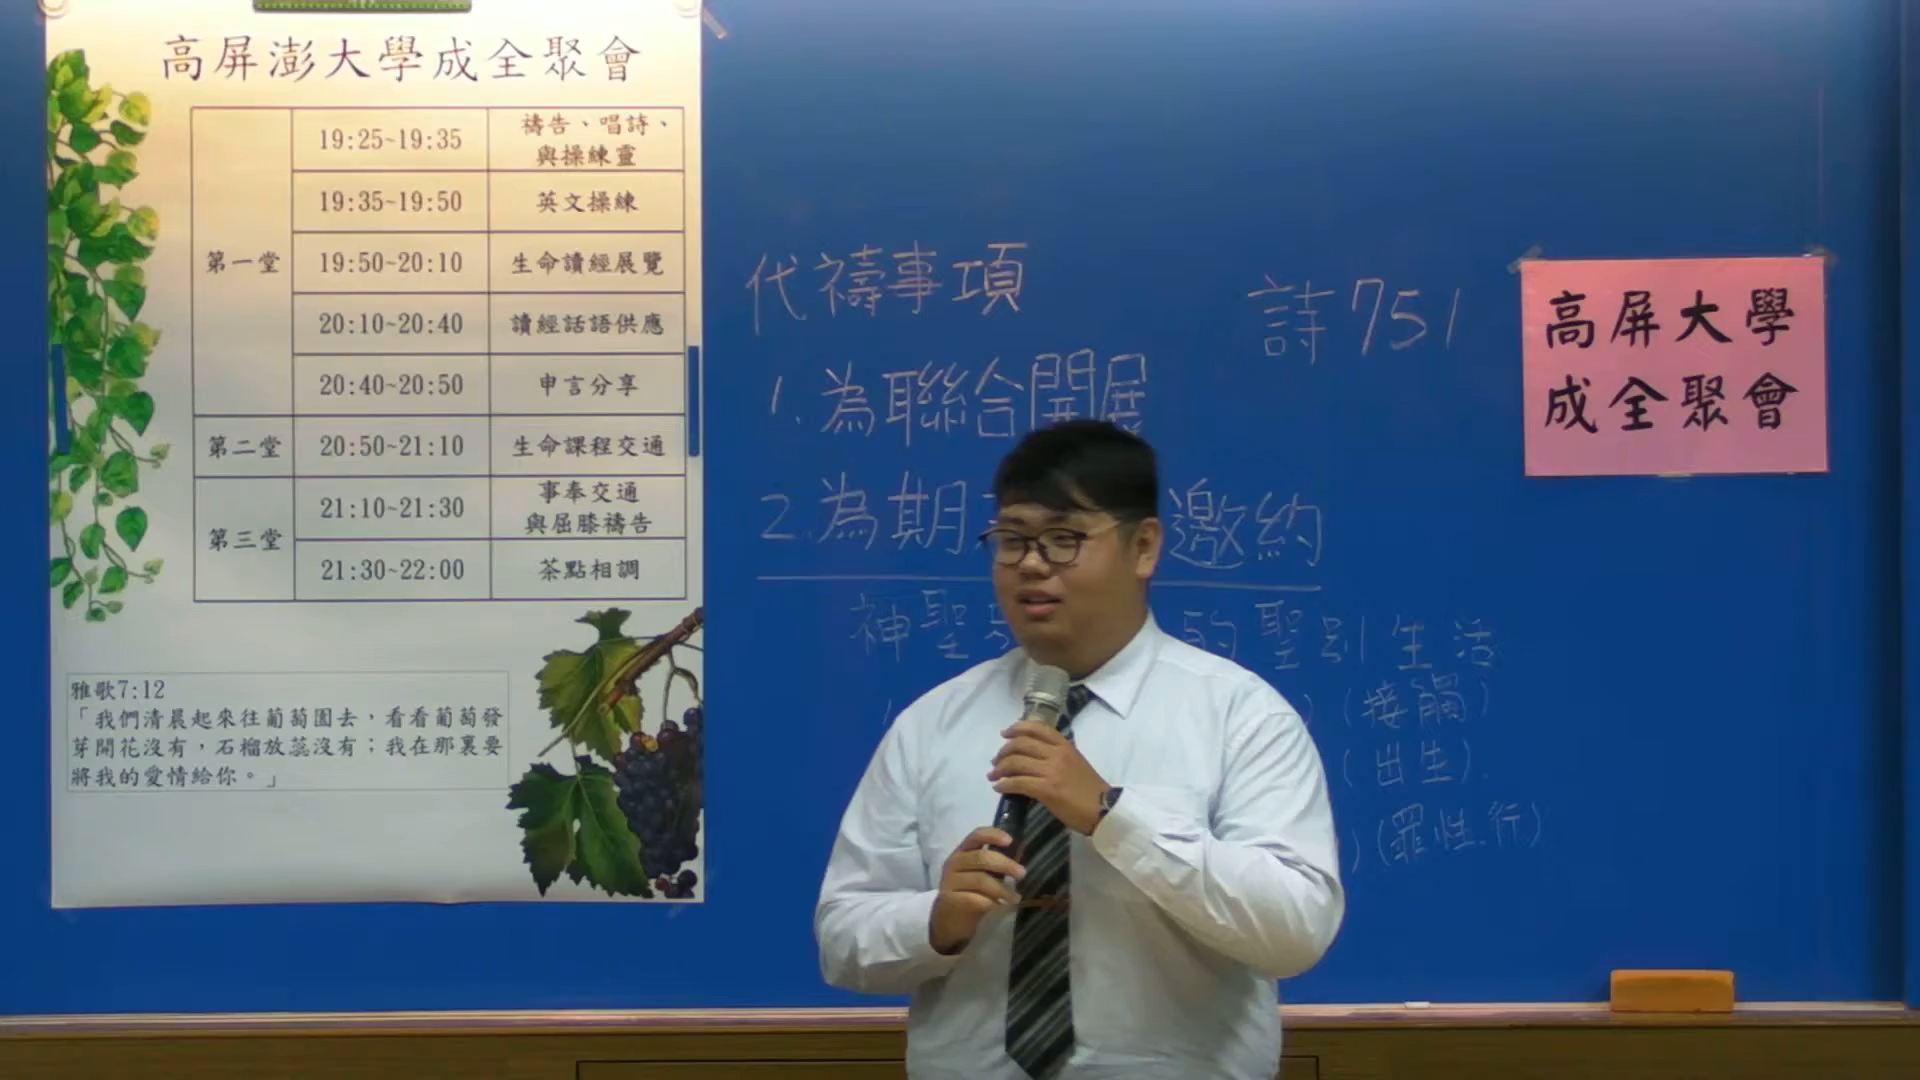 高屏澎大學成全聚會
第一堂
19:25~19:35
禱告、唱詩、
與操練靈
19:35~19:50
英文操練
19:50~20:10
生命讀經展覽
20:10~20:40
讀經話語供應
20:40~20:50
申言分享
第二堂
20:50~21:10
生命課程交通
第三堂
21:10~21:30
事奉交通
與屈膝禱告
21:30~22:00
茶點相調
雅歌7:12
「我們清晨起來往葡萄園去，看看葡萄發
芽開花沒有，石榴放蕊沒有；我在那裏要
將我的愛情給你。」
代禱事項
詩751
1.為聯合開展
2.為期 邀約
神聖 的聖別生活
(接觸)
(出生).
(罪性.行)
高屏大學
成全聚會